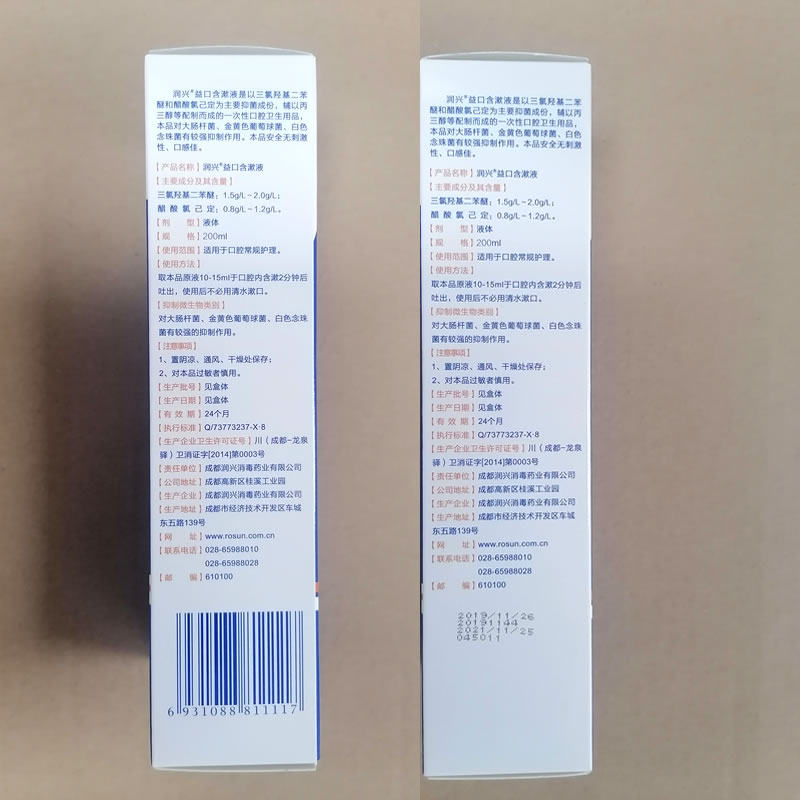 润兴®益口含漱液是以三氯羟基二苯
醚和醋酸氯己定为主要抑菌成份，辅以丙
三醇等配制而成的一次性口腔卫生用品，
本品对大肠杆菌、金黄色葡萄球菌、白色
念珠菌有较强抑制作用。本品安全无刺激
性、口感佳。
【产品名称】润兴®益口含漱液
【主要成分及其含量】
三氯羟基二苯醚：1.5g/L~2.0g/L；
醋 酸 氯 己 定：0.8g/L~1.2g/L。
【剂 型】液体
【规 格】200ml
【使用范围】适用于口腔常规护理。
【使用方法】
取本品原液10-15ml于口腔内含漱2分钟后
吐出，使用后不必用清水漱口。
【抑制微生物类别】
对大肠杆菌、金黄色葡萄球菌、白色念珠
菌有较强的抑制作用。
【注意事项】
1、置阴凉、通风、干燥处保存；
2、对本品过敏者慎用。
【生产批号】见盒体
【生产日期】见盒体
【有 效 期】24个月
【执行标准】Q/73773237-X·8
【生产企业卫生许可证号】川（成都-龙泉
驿）卫消证字[2014]第0003号
【责任单位】成都润兴消毒药业有限公司
【公司地址】成都高新区桂溪工业园
【生产企业】成都润兴消毒药业有限公司
【生产地址】成都市经济技术开发区车城
东五路139号
【网 址】www.rosun.com.cn
【联系电话】028-65988010
028-65988028
【邮 编】610100
6 931088 811117
润兴®益口含漱液是以三氯羟基二苯
醚和醋酸氯己定为主要抑菌成份，辅以丙
三醇等配制而成的一次性口腔卫生用品，
本品对大肠杆菌、金黄色葡萄球菌、白色
念珠菌有较强抑制作用。本品安全无刺激
性、口感佳。
【产品名称】润兴®益口含漱液
【主要成分及其含量】
三氯羟基二苯醚：1.5g/L~2.0g/L；
醋 酸 氯 己 定：0.8g/L~1.2g/L。
【剂 型】液体
【规 格】200ml
【使用范围】适用于口腔常规护理。
【使用方法】
取本品原液10-15ml于口腔内含漱2分钟后
吐出，使用后不必用清水漱口。
【抑制微生物类别】
对大肠杆菌、金黄色葡萄球菌、白色念珠
菌有较强的抑制作用。
【注意事项】
1、置阴凉、通风、干燥处保存；
2、对本品过敏者慎用。
【生产批号】见盒体
【生产日期】见盒体
【有 效 期】24个月
【执行标准】Q/73773237-X·8
【生产企业卫生许可证号】川（成都-龙泉
驿）卫消证字[2014]第0003号
【责任单位】成都润兴消毒药业有限公司
【公司地址】成都高新区桂溪工业园
【生产企业】成都润兴消毒药业有限公司
【生产地址】成都市经济技术开发区车城
东五路139号
【网 址】www.rosun.com.cn
【联系电话】028-65988010
028-65988028
【邮 编】610100
2019/11/26
20191144
2021/11/25
045011